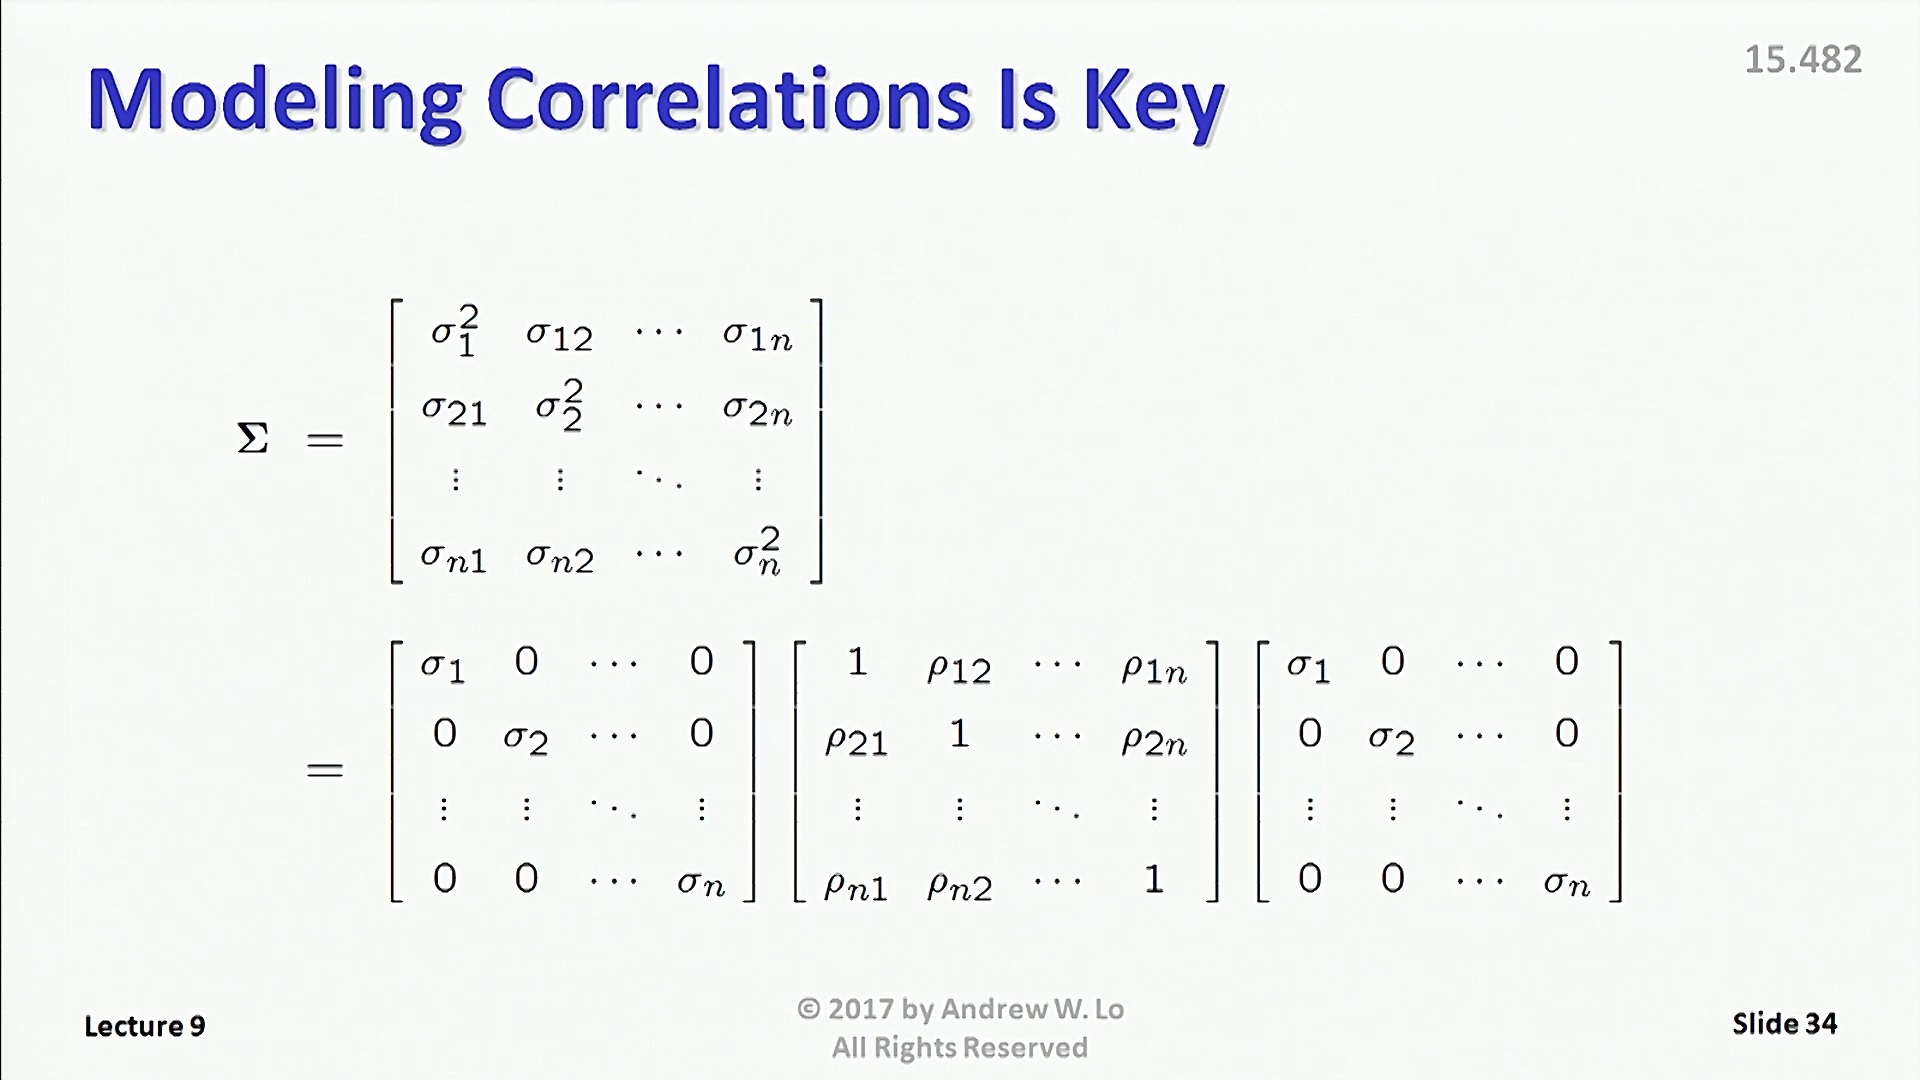 Modeling Correlations Is Key
15.482
Σ = [ σ₁² σ₁₂ ⋯ σ₁ₙ
σ₂₁ σ₂² ⋯ σ₂ₙ
⋮ ⋮ ⋱ ⋮
σₙ₁ σₙ₂ ⋯ σₙ² ]
= [ σ₁ 0 ⋯ 0 ] [ 1 ρ₁₂ ⋯ ρ₁ₙ ] [ σ₁ 0 ⋯ 0 ]
[ 0 σ₂ ⋯ 0 ] [ ρ₂₁ 1 ⋯ ρ₂ₙ ] [ 0 σ₂ ⋯ 0 ]
[ ⋮ ⋮ ⋱ ⋮ ] [ ⋮ ⋮ ⋱ ⋮ ] [ ⋮ ⋮ ⋱ ⋮ ]
[ 0 0 ⋯ σₙ ] [ ρₙ₁ ρₙ₂ ⋯ 1 ] [ 0 0 ⋯ σₙ ]
Lecture 9
© 2017 by Andrew W. Lo
All Rights Reserved
Slide 34